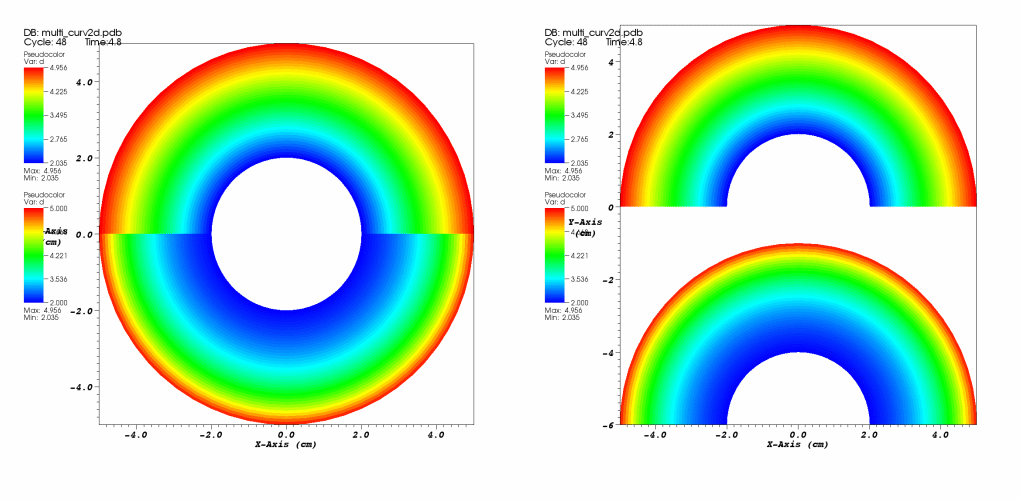 DB: multi_curv2d.pdb
Cycle: 48 Time:4.8
Pseudocolor
Var: d
4.956
4.225
3.495
2.765
2.035
Max: 4.956
Min: 2.035
Pseudocolor
Var: d
5.000
4.221
3.536
2.000
Max: 4.956
Min: 2.035
Axis
cm)
4.0
2.0
0.0
-2.0
-4.0
-4.0 -2.0 0.0 2.0 4.0
X-Axis (cm)
DB: multi_curv2d.pdb
Cycle: 48 Time:4.8
Pseudocolor
Var: d
4.956
4.225
3.495
2.765
2.035
Max: 4.956
Min: 2.035
Pseudocolor
Var: d
5.000
4.221
3.536
2.000
Max: 4.956
Min: 2.035
Y-Axis
(cm)
4
2
0
-2
-4
-6
-4.0 -2.0 0.0 2.0 4.0
X-Axis (cm)